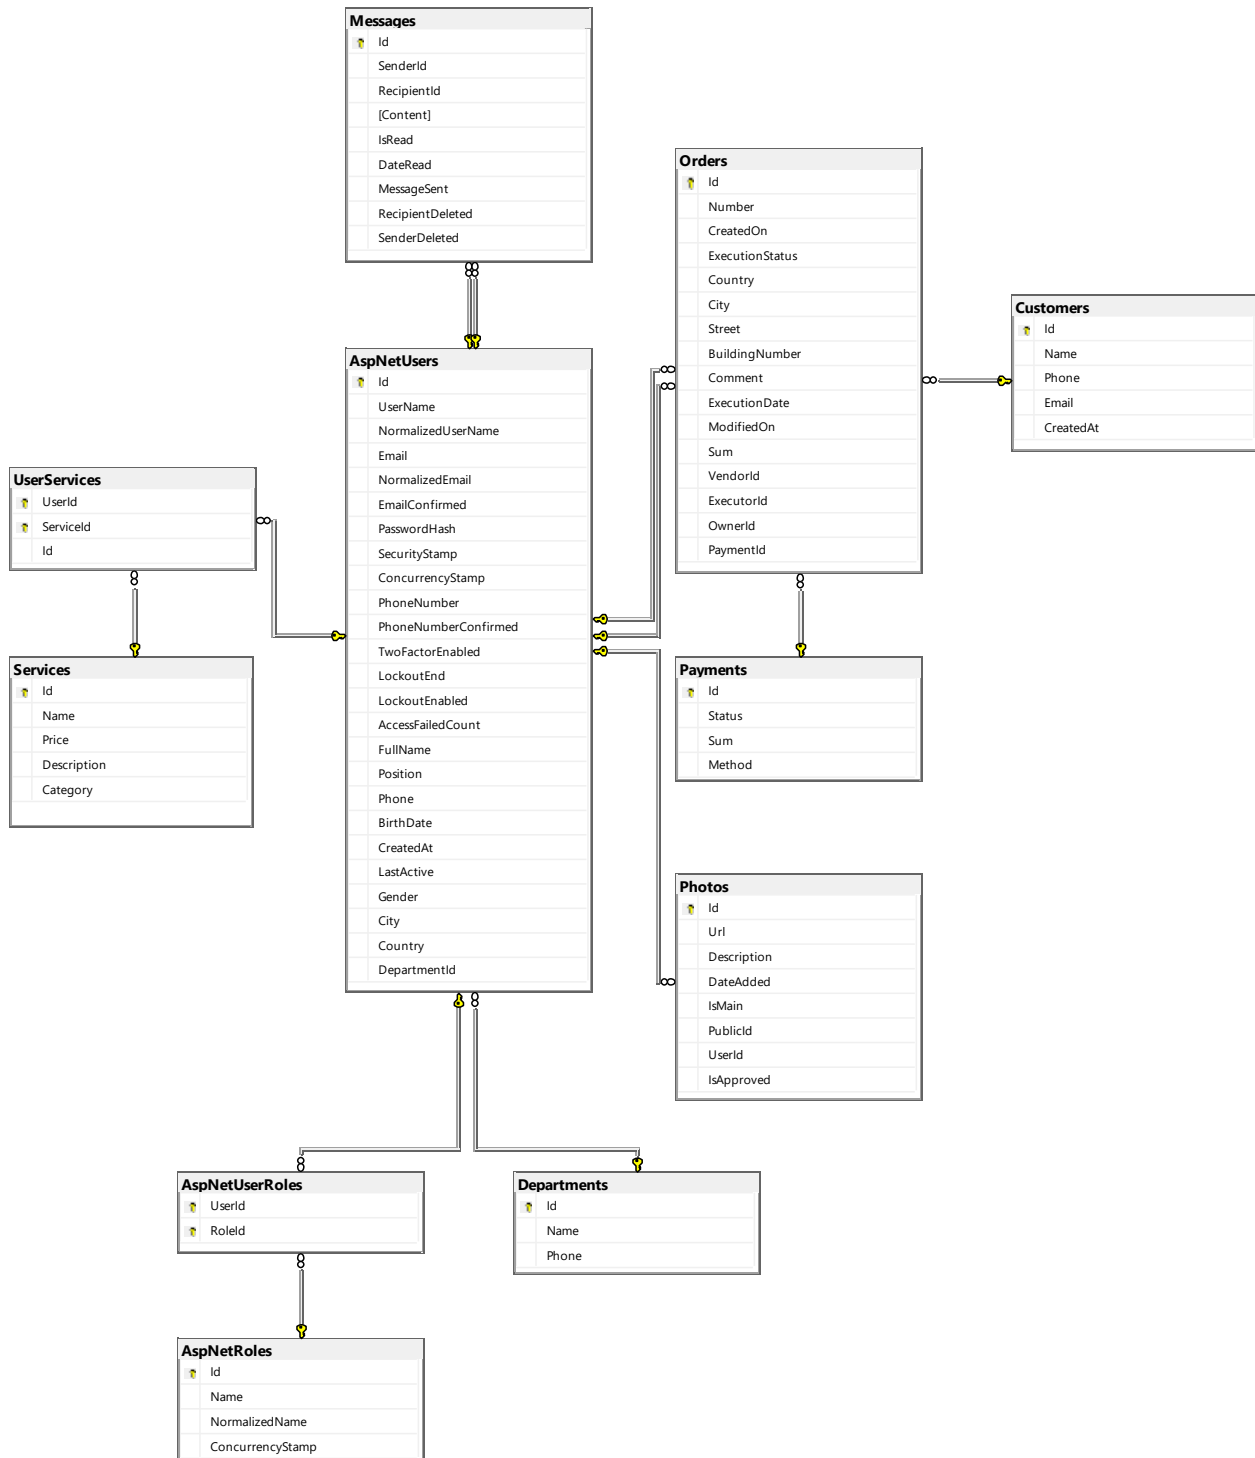 Messages
Id
SenderId
RecipientId
[Content]
IsRead
DateRead
MessageSent
RecipientDeleted
SenderDeleted
Orders
Id
Number
CreatedOn
ExecutionStatus
Country
City
Street
BuildingNumber
Comment
ExecutionDate
ModifiedOn
Sum
VendorId
ExecutorId
OwnerId
PaymentId
Customers
Id
Name
Phone
Email
CreatedAt
AspNetUsers
Id
UserName
NormalizedUserName
Email
NormalizedEmail
EmailConfirmed
PasswordHash
SecurityStamp
ConcurrencyStamp
PhoneNumber
PhoneNumberConfirmed
TwoFactorEnabled
LockoutEnd
LockoutEnabled
AccessFailedCount
FullName
Position
Phone
BirthDate
CreatedAt
LastActive
Gender
City
Country
DepartmentId
UserServices
UserId
ServiceId
Id
Services
Id
Name
Price
Description
Category
Payments
Id
Status
Sum
Method
Photos
Id
Url
Description
DateAdded
IsMain
PublicId
UserId
IsApproved
AspNetUserRoles
UserId
RoleId
Departments
Id
Name
Phone
AspNetRoles
Id
Name
NormalizedName
ConcurrencyStamp